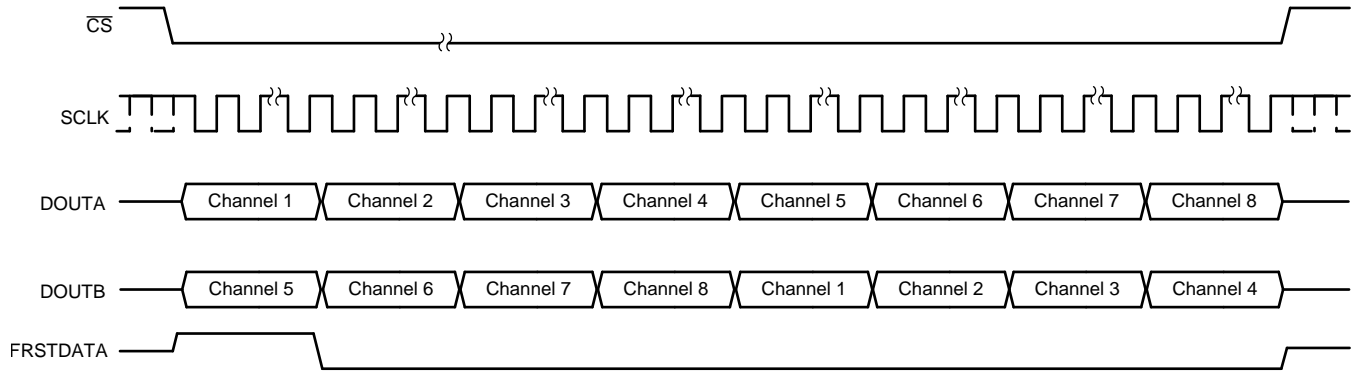 CS
SCLK
DOUTA Channel 1 Channel 2 Channel 3 Channel 4 Channel 5 Channel 6 Channel 7 Channel 8
DOUTB Channel 5 Channel 6 Channel 7 Channel 8 Channel 1 Channel 2 Channel 3 Channel 4
FRSTDATA